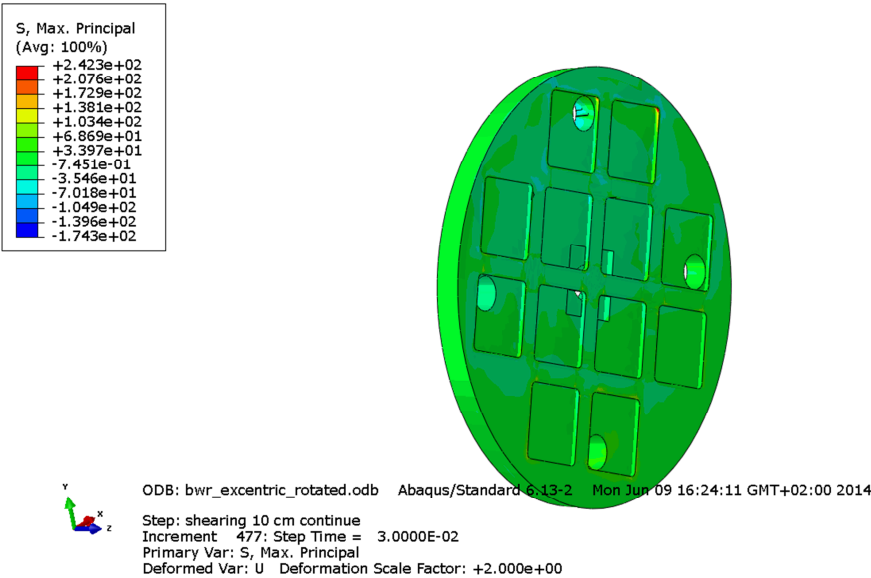 S, Max. Principal
(Avg: 100%)
+2.423e+02
+2.076e+02
+1.729e+02
+1.381e+02
+1.034e+02
+6.869e+01
+3.397e+01
-7.451e-01
-3.546e+01
-7.018e+01
-1.049e+02
-1.396e+02
-1.743e+02
Y
X
Z
ODB: bwr_excentric_rotated.odb Abaqus/Standard 6.13-2 Mon Jun 09 16:24:11 GMT+02:00 2014
Step: shearing 10 cm continue
Increment 477: Step Time = 3.0000E-02
Primary Var: S, Max. Principal
Deformed Var: U Deformation Scale Factor: +2.000e+00